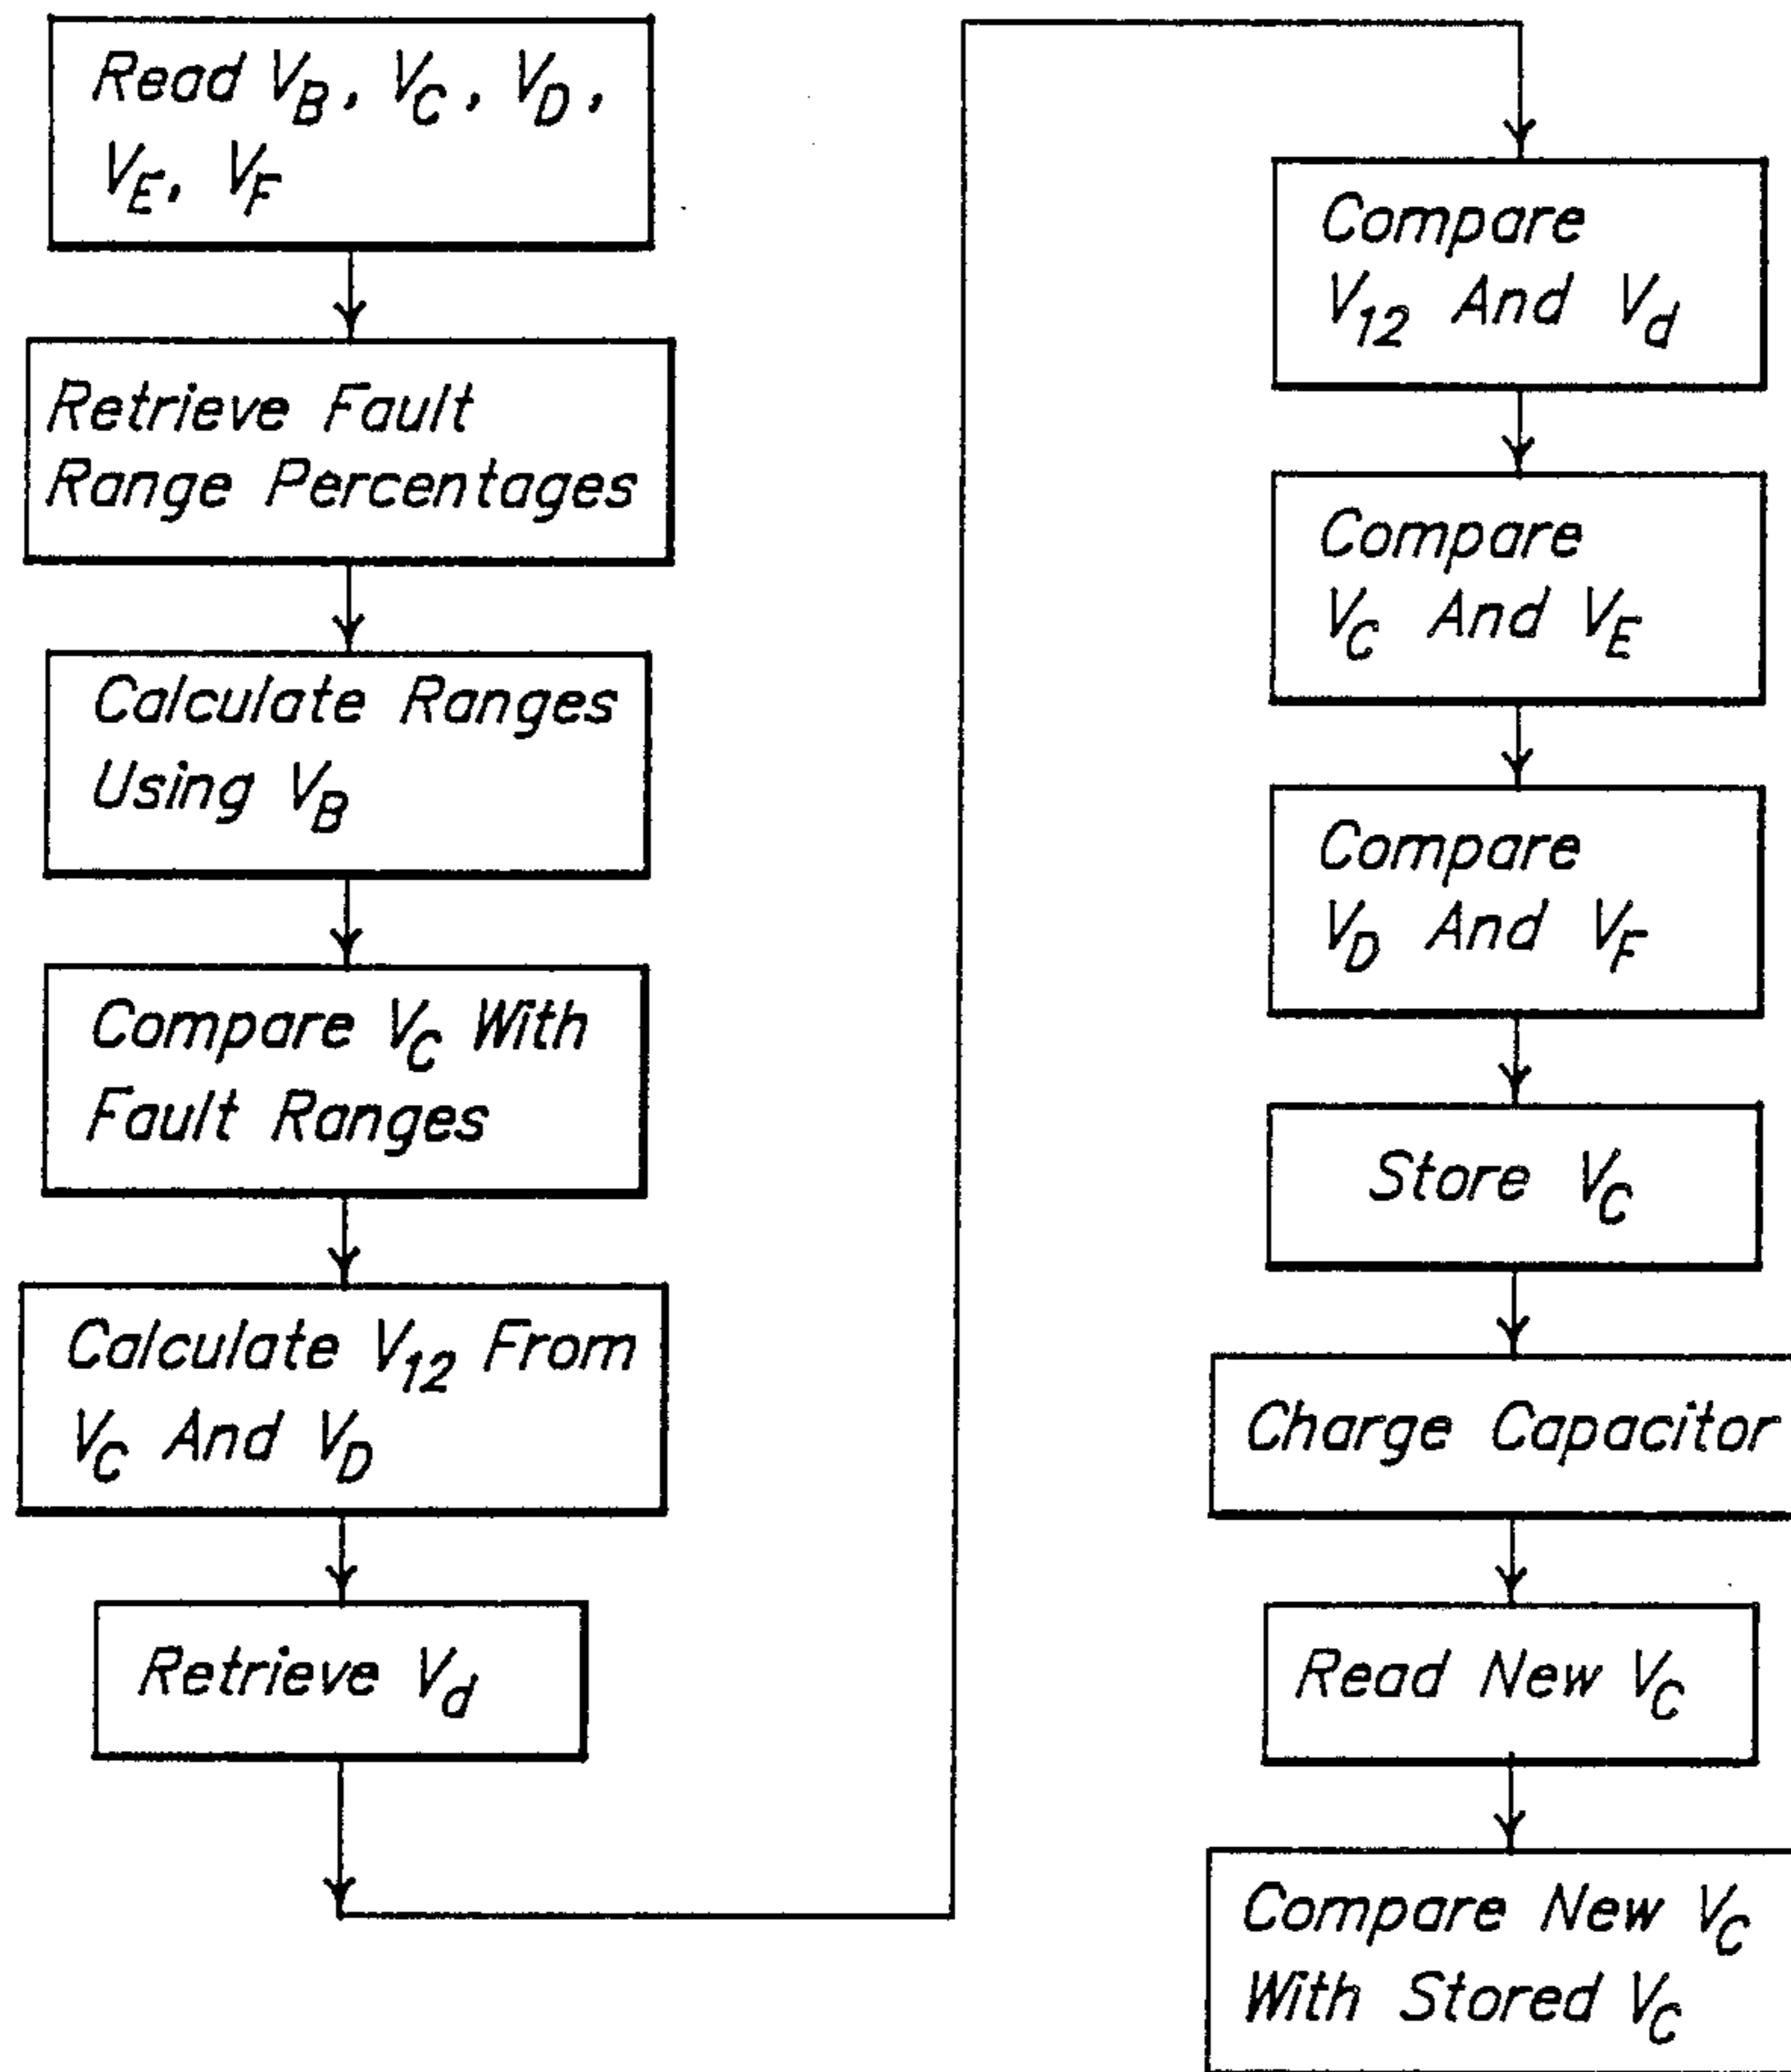 Read V_B, V_C, V_D,
V_E, V_F
Retrieve Fault
Range Percentages
Calculate Ranges
Using V_B
Compare V_C With
Fault Ranges
Calculate V_12 From
V_C And V_D
Retrieve V_d
Compare
V_12 And V_d
Compare
V_C And V_E
Compare
V_D And V_F
Store V_C
Charge Capacitor
Read New V_C
Compare New V_C
With Stored V_C